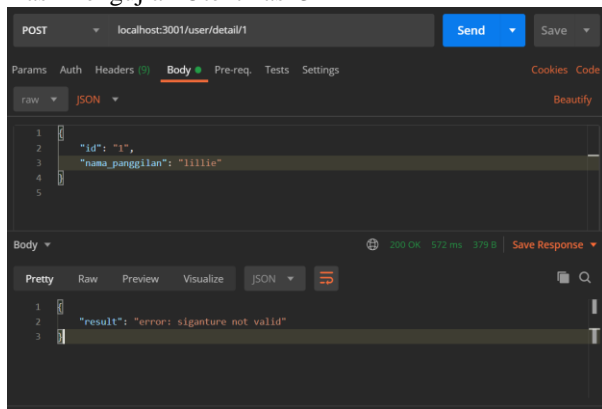 POST localhost:3001/user/detail/1 Send Save
Params Auth Headers (9) Body Pre-req. Tests Settings Cookies Code
raw JSON Beautify
1 {
2 "id": "1",
3 "nama_panggilan": "lillie"
4 }
5
Body 200 OK 572 ms 379 B Save Response
Pretty Raw Preview Visualize JSON
1 {
2 "result": "error: siganture not valid"
3 }